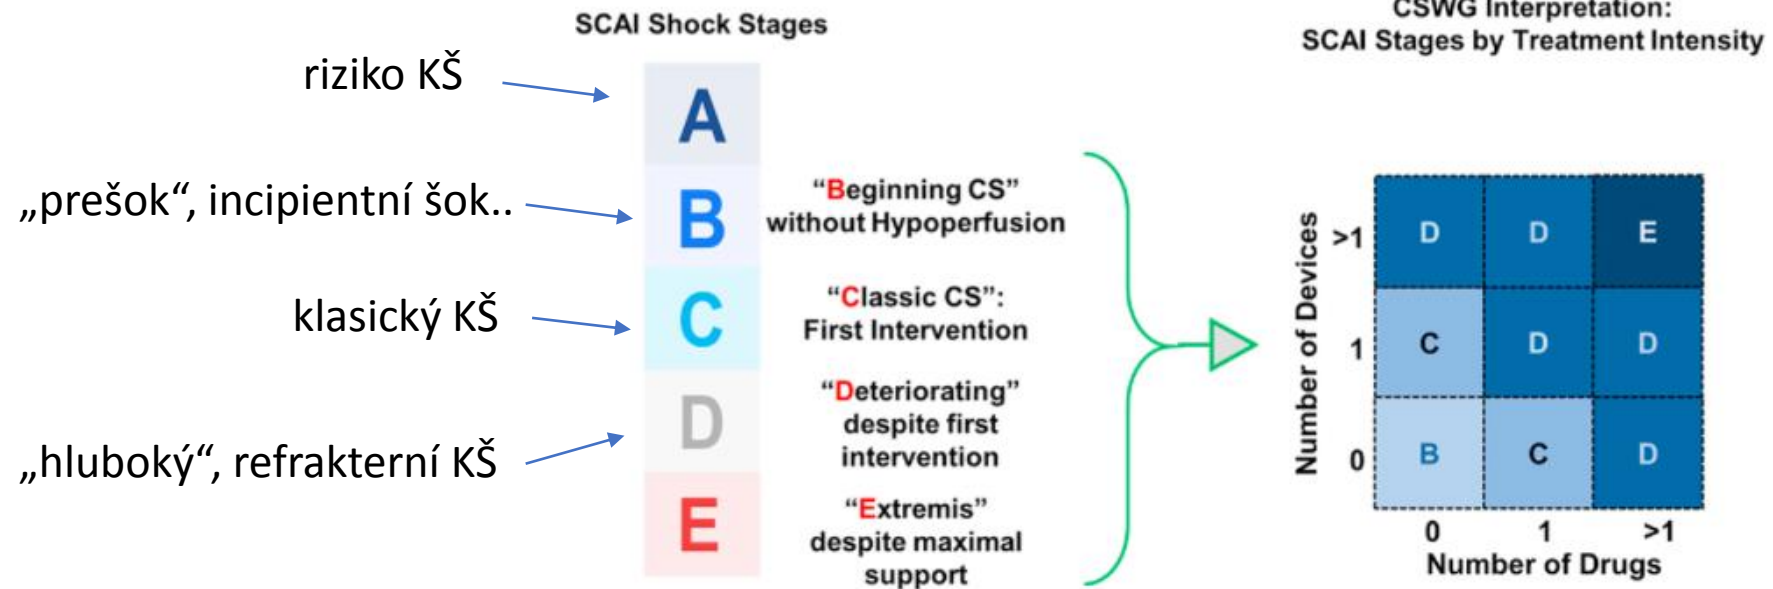 SCAI Shock Stages
riziko KŠ
„prešok“, incipientní šok..
klasický KŠ
„hluboký“, refrakterní KŠ
A
B
C
D
E
“Beginning CS”
without Hypoperfusion
“Classic CS”:
First Intervention
“Deteriorating”
despite first
intervention
“Extremis”
despite maximal
support
CSWG Interpretation:
SCAI Stages by Treatment Intensity
Number of Devices
>1 D D E
1 C D D
0 B C D
0 1 >1
Number of Drugs